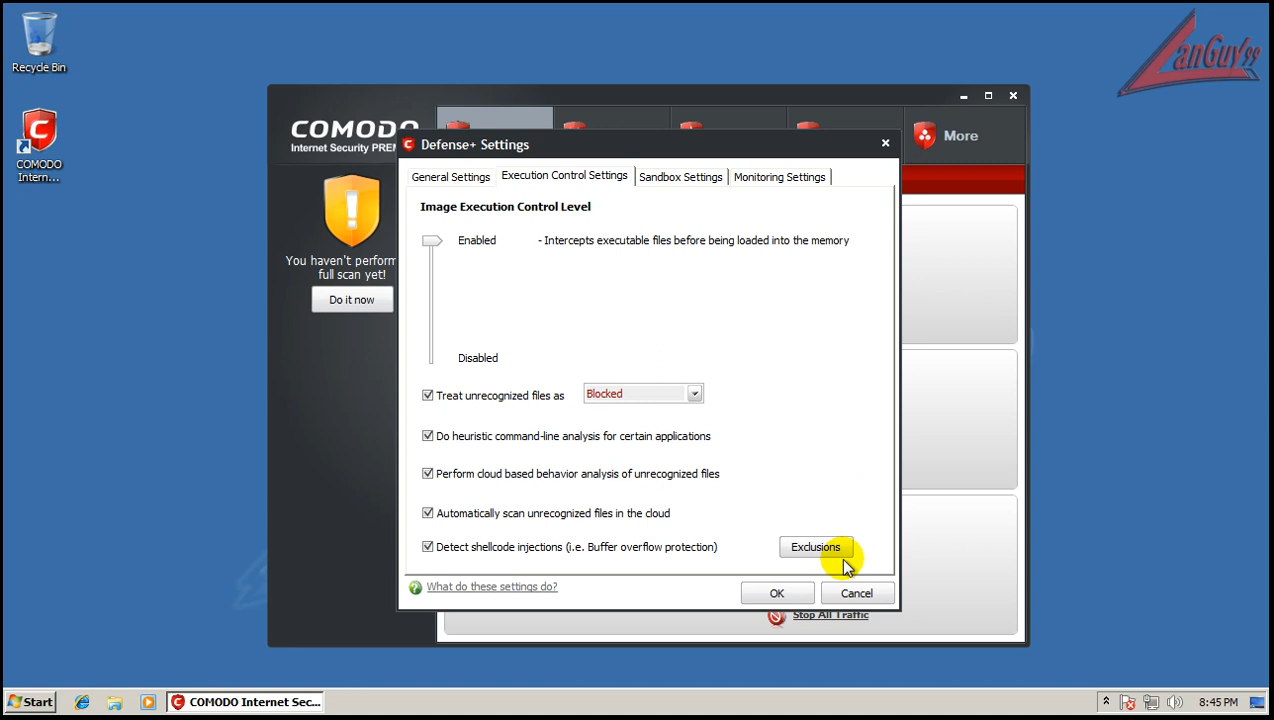 Recycle Bin
COMODO
Intern...
LanGuy99
COMODO
Internet Security PREM
More
You haven't perform
full scan yet!
Do it now
Defense+ Settings
General Settings
Execution Control Settings
Sandbox Settings
Monitoring Settings
Image Execution Control Level
Enabled - Intercepts executable files before being loaded into the memory
Disabled
Treat unrecognized files as Blocked
Do heuristic command-line analysis for certain applications
Perform cloud based behavior analysis of unrecognized files
Automatically scan unrecognized files in the cloud
Detect shellcode injections (i.e. Buffer overflow protection) Exclusions
What do these settings do?
OK
Cancel
Stop All Traffic
Start
COMODO Internet Sec...
8:45 PM